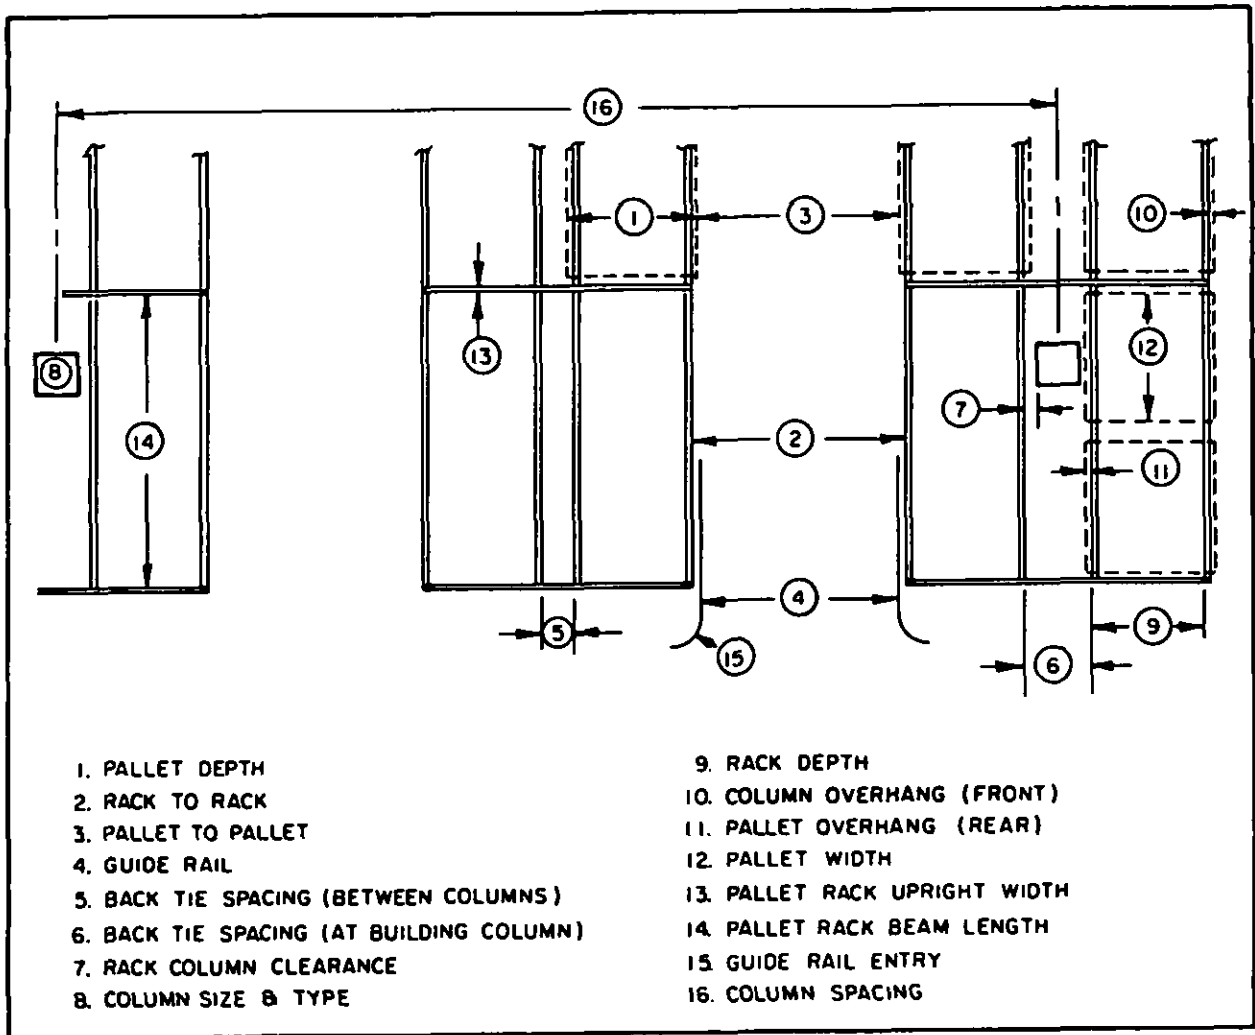 16
1
3
10
13
12
8
7
14
2
11
4
5
15
9
6
1. PALLET DEPTH
2. RACK TO RACK
3. PALLET TO PALLET
4. GUIDE RAIL
5. BACK TIE SPACING (BETWEEN COLUMNS)
6. BACK TIE SPACING (AT BUILDING COLUMN)
7. RACK COLUMN CLEARANCE
8. COLUMN SIZE & TYPE
9. RACK DEPTH
10. COLUMN OVERHANG (FRONT)
11. PALLET OVERHANG (REAR)
12. PALLET WIDTH
13. PALLET RACK UPRIGHT WIDTH
14. PALLET RACK BEAM LENGTH
15. GUIDE RAIL ENTRY
16. COLUMN SPACING